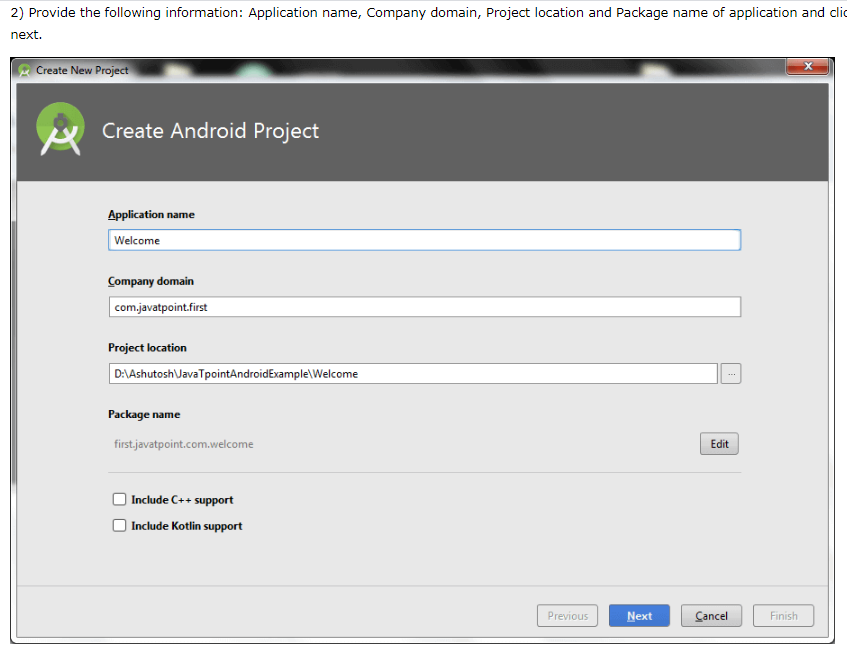 2) Provide the following information: Application name, Company domain, Project location and Package name of application and
next.
Create New Project
Create Android Project
Application name
Welcome
Company domain
com.javatpoint.first
Project location
D:\Ashutosh\JavaTpointAndroidExample\Welcome
...
Package name
first.javatpoint.com.welcome
Edit
Include C++ support
Include Kotlin support
Previous
Next
Cancel
Finish